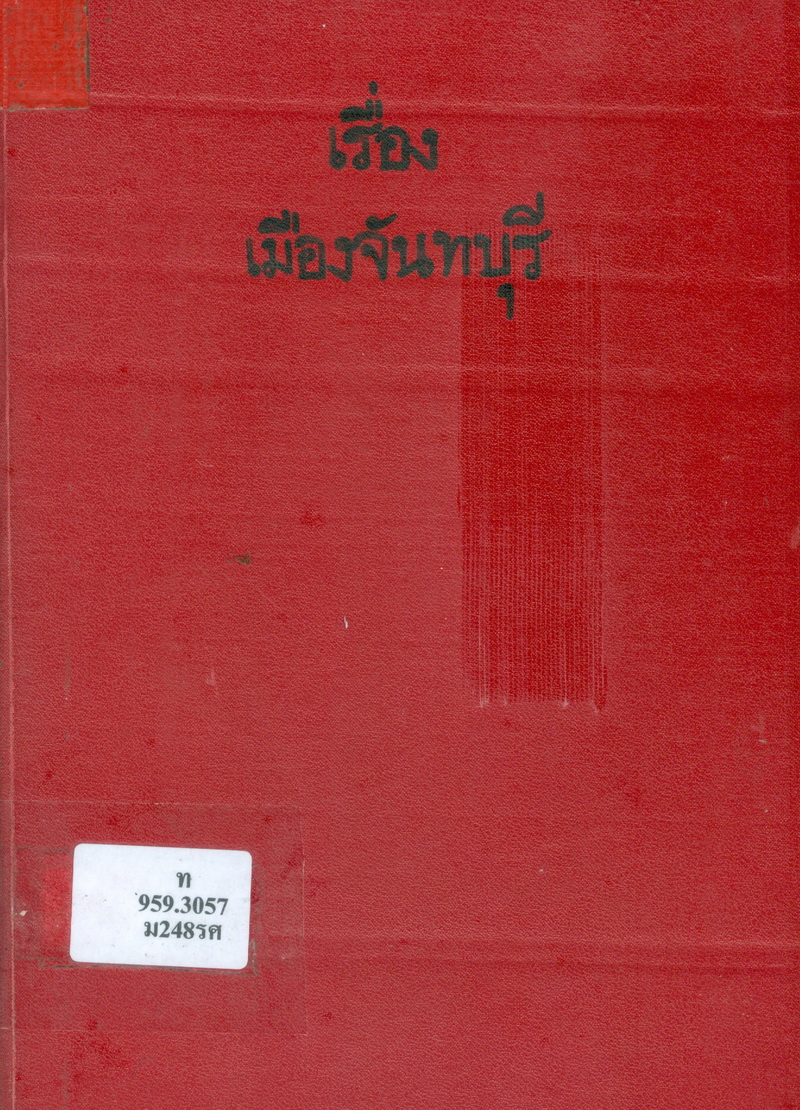 เรื่อง
เมืองจันทบุรี
ท
959.3057
ม248รศ